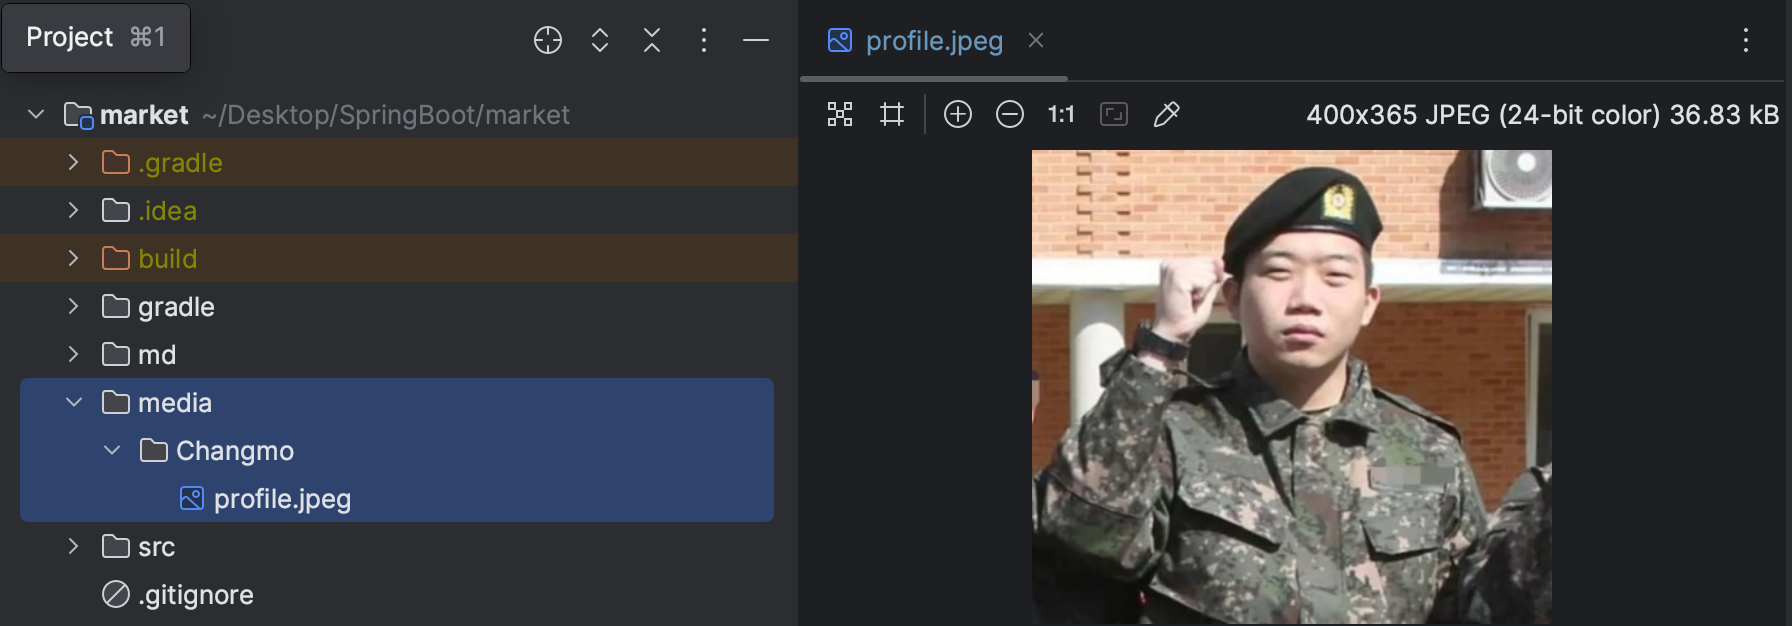 Project ⌘1
market ~/Desktop/SpringBoot/market
.gradle
.idea
build
gradle
md
media
Changmo
profile.jpeg
src
.gitignore
profile.jpeg
1:1
400x365 JPEG (24-bit color) 36.83 kB